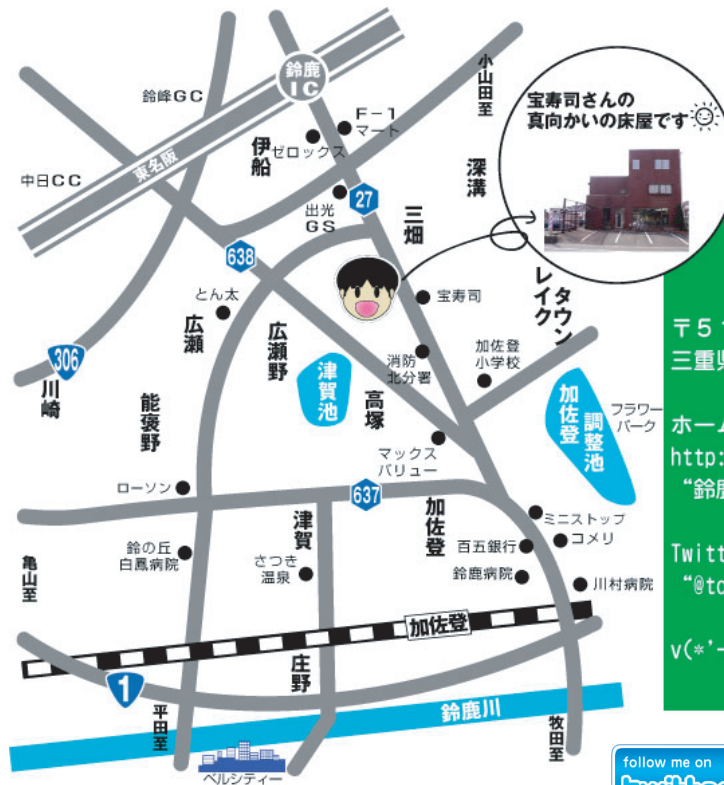 鈴鹿
IC
小山田至
鈴峰GC
F-1
マート
ゼロックス
伊船
宝寿司さんの
真向かいの床屋です
東名阪
中日CC
深溝
出光
GS
27
三畑
638
とん太
宝寿司
タウン
レイク
広瀬
広瀬野
306
川崎
津賀池
消防
北分署
加佐登
小学校
高塚
能褒野
加佐登
調整池
フラワー
パーク
マックス
バリュー
ローソン
637
津賀
加佐登
ミニストップ
コメリ
百五銀行
鈴の丘
白鳳病院
さつき
温泉
鈴鹿病院
川村病院
亀山至
加佐登
1
庄野
平田至
鈴鹿川
牧田至
ベルシティー
〒51
三重県
ホーム
http:
“鈴鹿
Twitt
“@to
v(*'-
follow me on